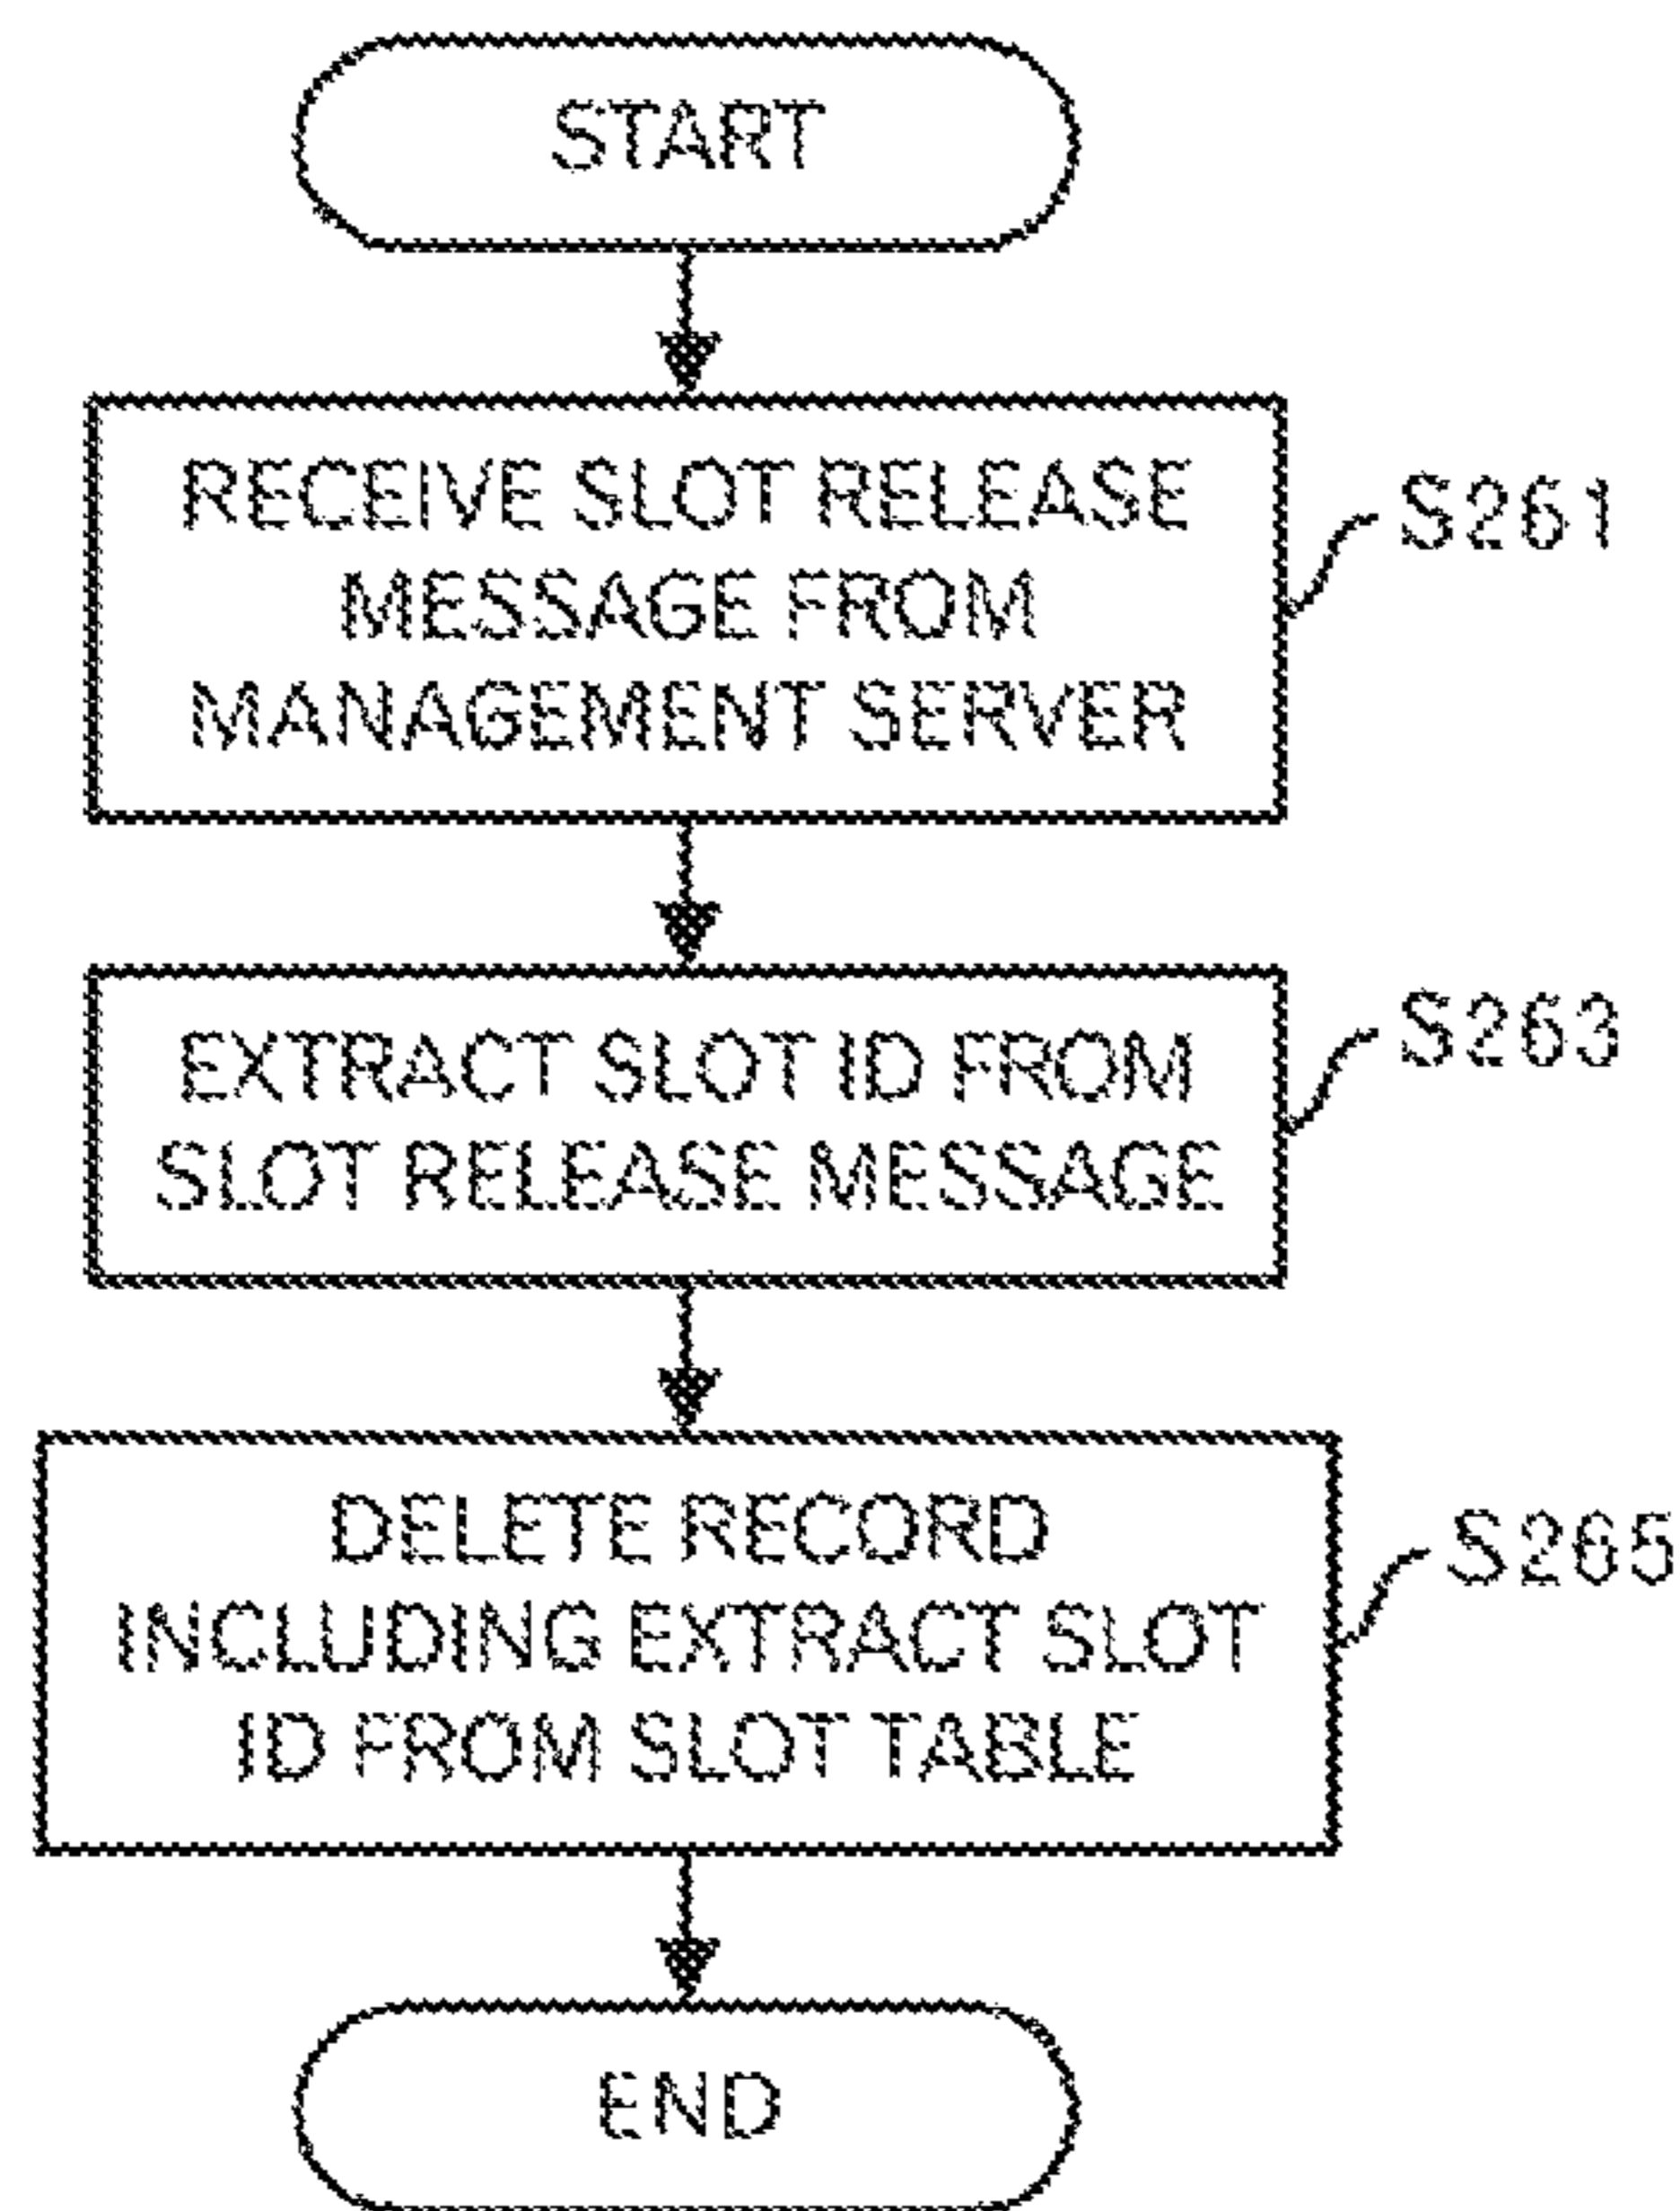 START
RECEIVE SLOT RELEASE
MESSAGE FROM
MANAGEMENT SERVER
S261
EXTRACT SLOT ID FROM
SLOT RELEASE MESSAGE
S263
DELETE RECORD
INCLUDING EXTRACT SLOT
ID FROM SLOT TABLE
S265
END